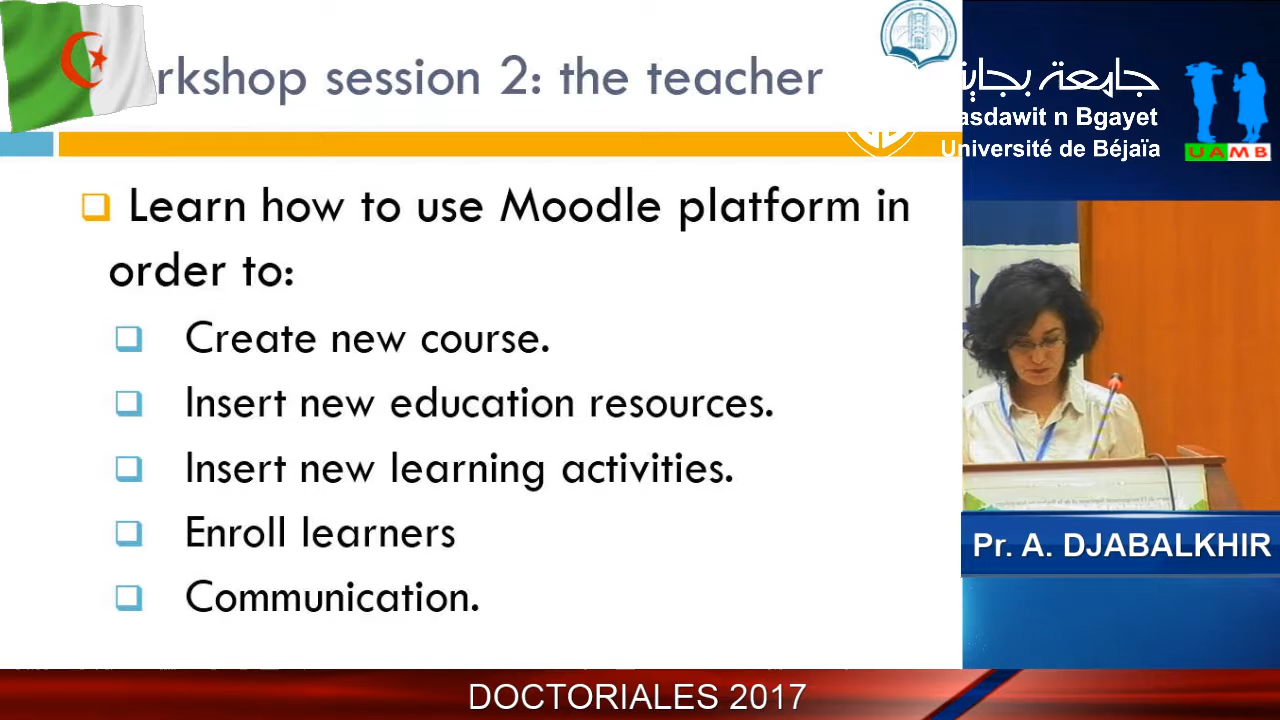 rkshop session 2: the teacher
جامعة بجاية
asdawit n Bgayet
Université de Béjaïa
UAMB
Learn how to use Moodle platform in
order to:
Create new course.
Insert new education resources.
Insert new learning activities.
Enroll learners
Communication.
Pr. A. DJABALKHIR
DOCTORIALES 2017